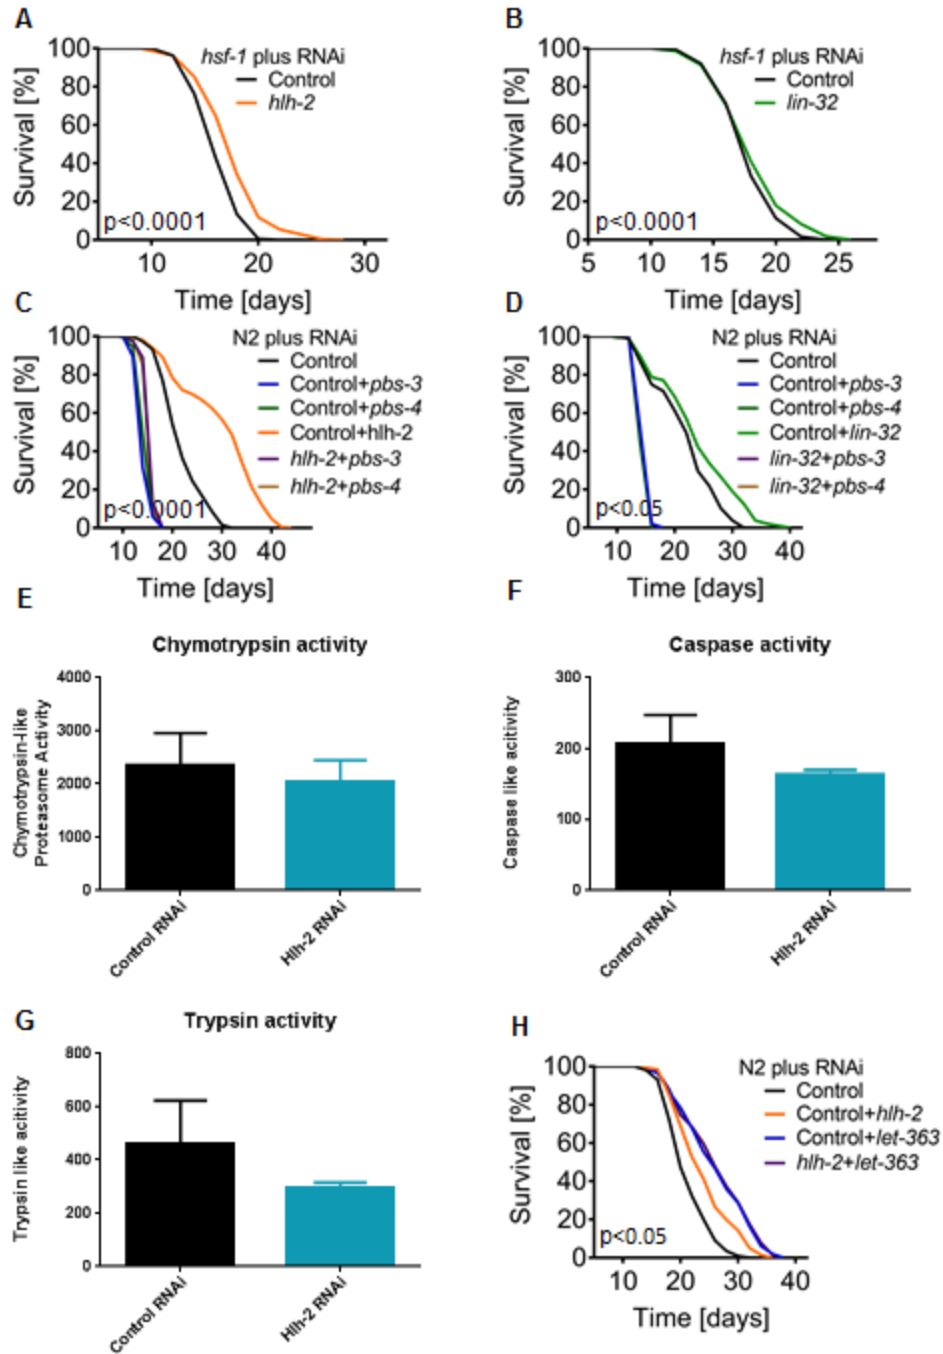 A
100
80
60
40
20
0
Survival [%]
hsf-1 plus RNAi
Control
hlh-2
p<0.0001
10
20
30
Time [days]
B
100
80
60
40
20
0
Survival [%]
hsf-1 plus RNAi
Control
lin-32
p<0.0001
5
10
15
20
25
Time [days]
C
100
80
60
40
20
0
Survival [%]
N2 plus RNAi
Control
Control+pbs-3
Control+pbs-4
Control+hlh-2
hlh-2+pbs-3
hlh-2+pbs-4
p<0.0001
10
20
30
40
Time [days]
D
100
80
60
40
20
0
Survival [%]
N2 plus RNAi
Control
Control+pbs-3
Control+pbs-4
Control+lin-32
lin-32+pbs-3
lin-32+pbs-4
p<0.05
10
20
30
40
Time [days]
E
Chymotrypsin activity
4000
3000
2000
1000
0
Chymotrypsin-like
Proteasome Activity
Control RNAi
Hlh-2 RNAi
F
Caspase activity
300
200
100
0
Caspase like acitivity
Control RNAi
Hlh-2 RNAi
G
Trypsin activity
800
600
400
200
0
Trypsin like acitivity
Control RNAi
Hlh-2 RNAi
H
100
80
60
40
20
0
Survival [%]
N2 plus RNAi
Control
Control+hlh-2
Control+let-363
hlh-2+let-363
p<0.05
10
20
30
40
Time [days]